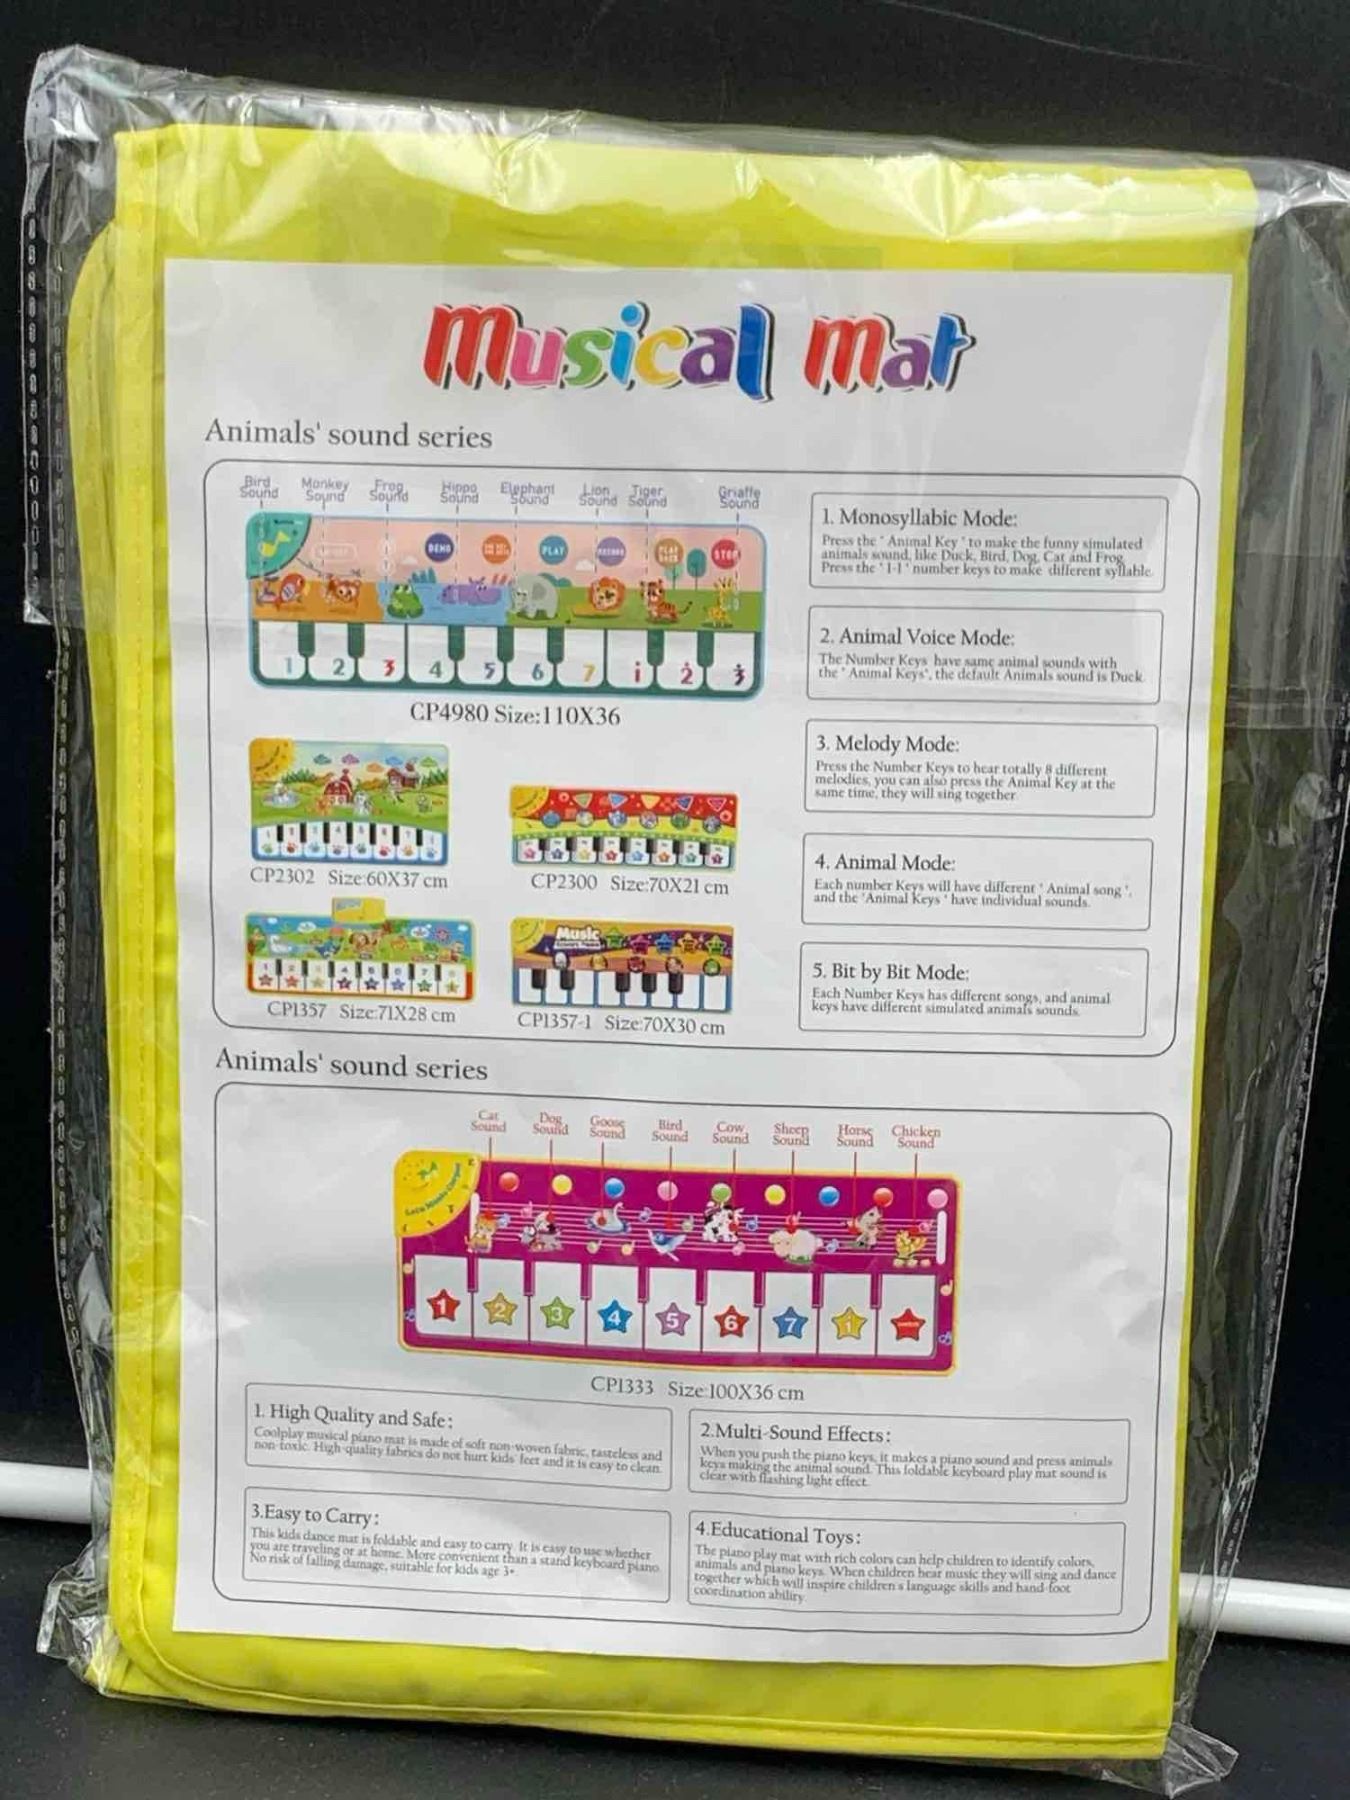 Musical Mat
Animals' sound series
Bird Sound
Monkey Sound
Frog Sound
Hippo Sound
Elephant Sound
Lion Sound
Tiger Sound
Griaffe Sound
DEMO
PLAY
RECORD
PLAY BACK
STOP
1 2 3 4 5 6 7 i 2 3
CP4980 Size:110X36
CP2302 Size:60X37 cm
CP2300 Size:70X21 cm
CP1357 Size:71X28 cm
Music
CP1357-1 Size:70X30 cm
1. Monosyllabic Mode:
Press the ' Animal Key ' to make the funny simulated
animals sound, like Duck, Bird, Dog, Cat and Frog.
Press the ' 1-1 ' number keys to make different syllable.
2. Animal Voice Mode:
The Number Keys have same animal sounds with
the ' Animal Keys', the default Animals sound is Duck.
3. Melody Mode:
Press the Number Keys to hear totally 8 different
melodies, you can also press the Animal Key at the
same time, they will sing together.
4. Animal Mode:
Each number Keys will have different ' Animal song ',
and the 'Animal Keys ' have individual sounds.
5. Bit by Bit Mode:
Each Number Keys has different songs, and animal
keys have different simulated animals sounds.
Animals' sound series
Cat Sound
Dog Sound
Goose Sound
Bird Sound
Cow Sound
Sheep Sound
Horse Sound
Chicken Sound
1 2 3 4 5 6 7 1
CP1333 Size:100X36 cm
1. High Quality and Safe:
Coolplay musical piano mat is made of soft non-woven fabric, tasteless and
non-toxic. High-quality fabrics do not hurt kids' feet and it is easy to clean.
2.Multi-Sound Effects:
When you push the piano keys, it makes a piano sound and press animals
keys making the animal sound. This foldable keyboard play mat sound is
clear with flashing light effect.
3.Easy to Carry:
This kids dance mat is foldable and easy to carry. It is easy to use whether
you are traveling or at home. More convenient than a stand keyboard piano.
No risk of falling damage, suitable for kids age 3+.
4.Educational Toys:
The piano play mat with rich colors can help children to identify colors,
animals and piano keys. When children hear music they will sing and dance
together which will inspire children's language skills and hand-foot
coordination ability.